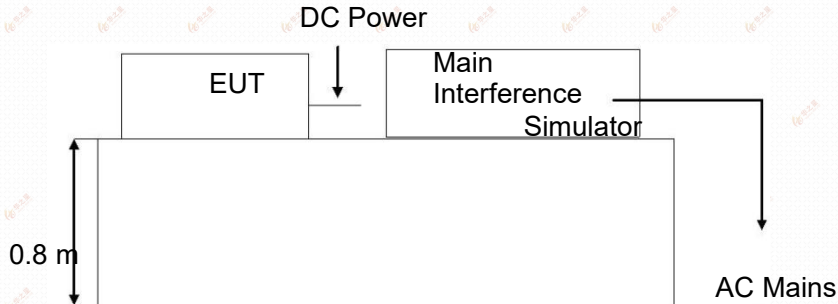 DC Power
EUT
Main
Interference
Simulator
0.8 m
AC Mains